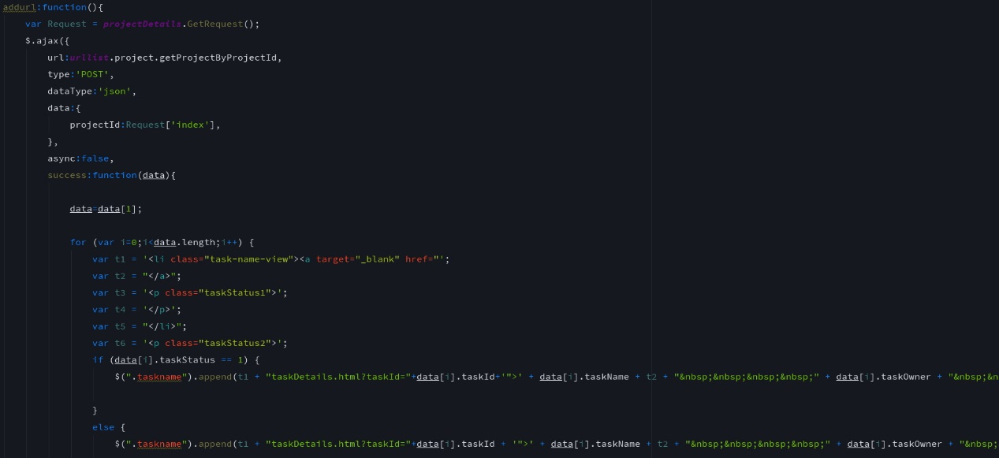 addurl:function(){
var Request = projectDetails.GetRequest();
$.ajax({
url:urllist.project.getProjectByProjectId,
type:'POST',
dataType:'json',
data:{
projectId:Request['index'],
},
async:false,
success:function(data){
data=data[1];
for (var i=0;i<data.length;i++) {
var t1 = '<li class="task-name-view"><a target="_blank" href="';
var t2 = "</a>";
var t3 = '<p class="taskStatus1">';
var t4 = '</p>';
var t5 = "</li>";
var t6 = '<p class="taskStatus2">';
if (data[i].taskStatus == 1) {
$(".taskname").append(t1 + "taskDetails.html?taskId="+data[i].taskId+'">' + data[i].taskName + t2 + "&nbsp;&nbsp;&nbsp;&nbsp;" + data[i].taskOwner + "&nbsp;&n
}
else {
$(".taskname").append(t1 + "taskDetails.html?taskId="+data[i].taskId + '">' + data[i].taskName + t2 + "&nbsp;&nbsp;&nbsp;&nbsp;" + data[i].taskOwner + "&nbsp;